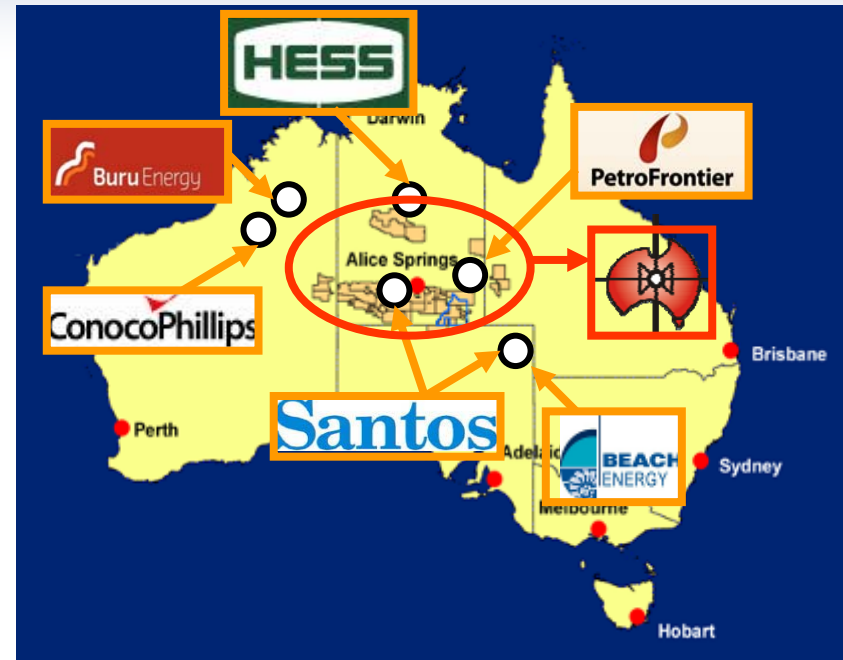 HESS
Darwin
Buru Energy
PetroFrontier
Alice Springs
ConocoPhillips
Brisbane
Santos
Perth
BEACH
ENERGY
Sydney
Melbourne
Hobart